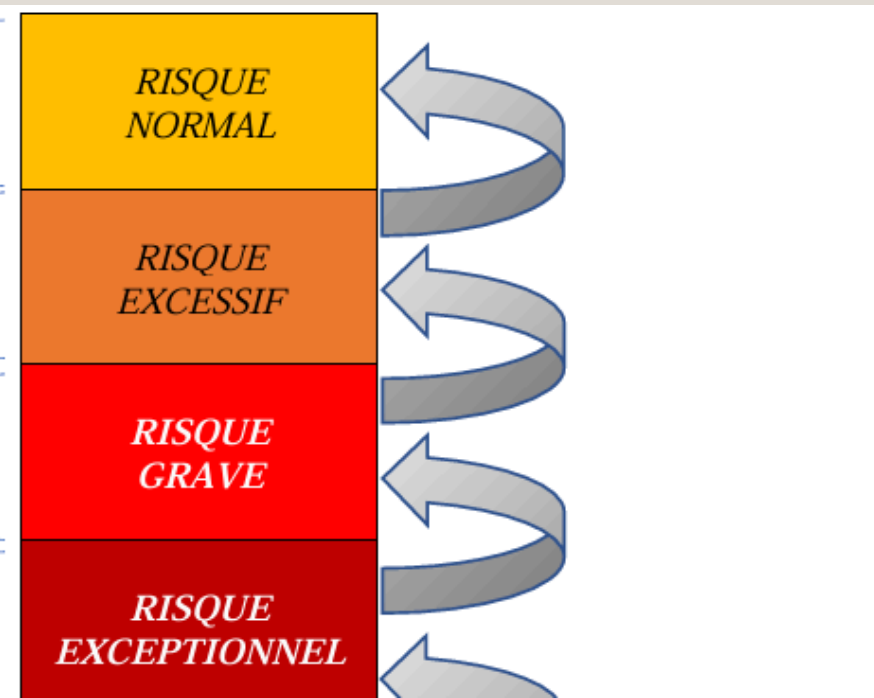 RISQUE
NORMAL
RISQUE
EXCESSIF
RISQUE
GRAVE
RISQUE
EXCEPTIONNEL